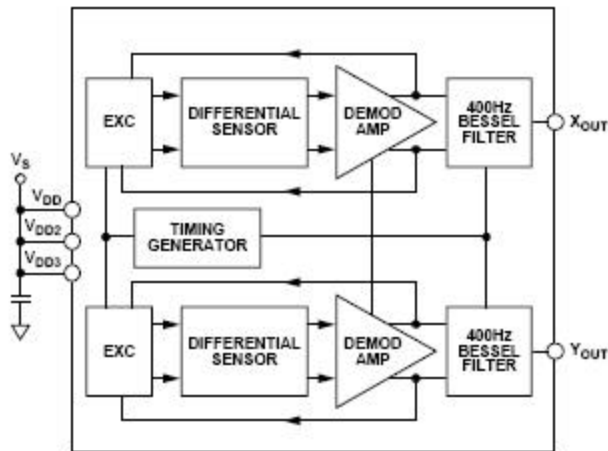 EXC
DIFFERENTIAL
SENSOR
DEMOD
AMP
400Hz
BESSEL
FILTER
XOUT
VS
VDD
VDD2
VDD3
TIMING
GENERATOR
EXC
DIFFERENTIAL
SENSOR
DEMOD
AMP
400Hz
BESSEL
FILTER
YOUT